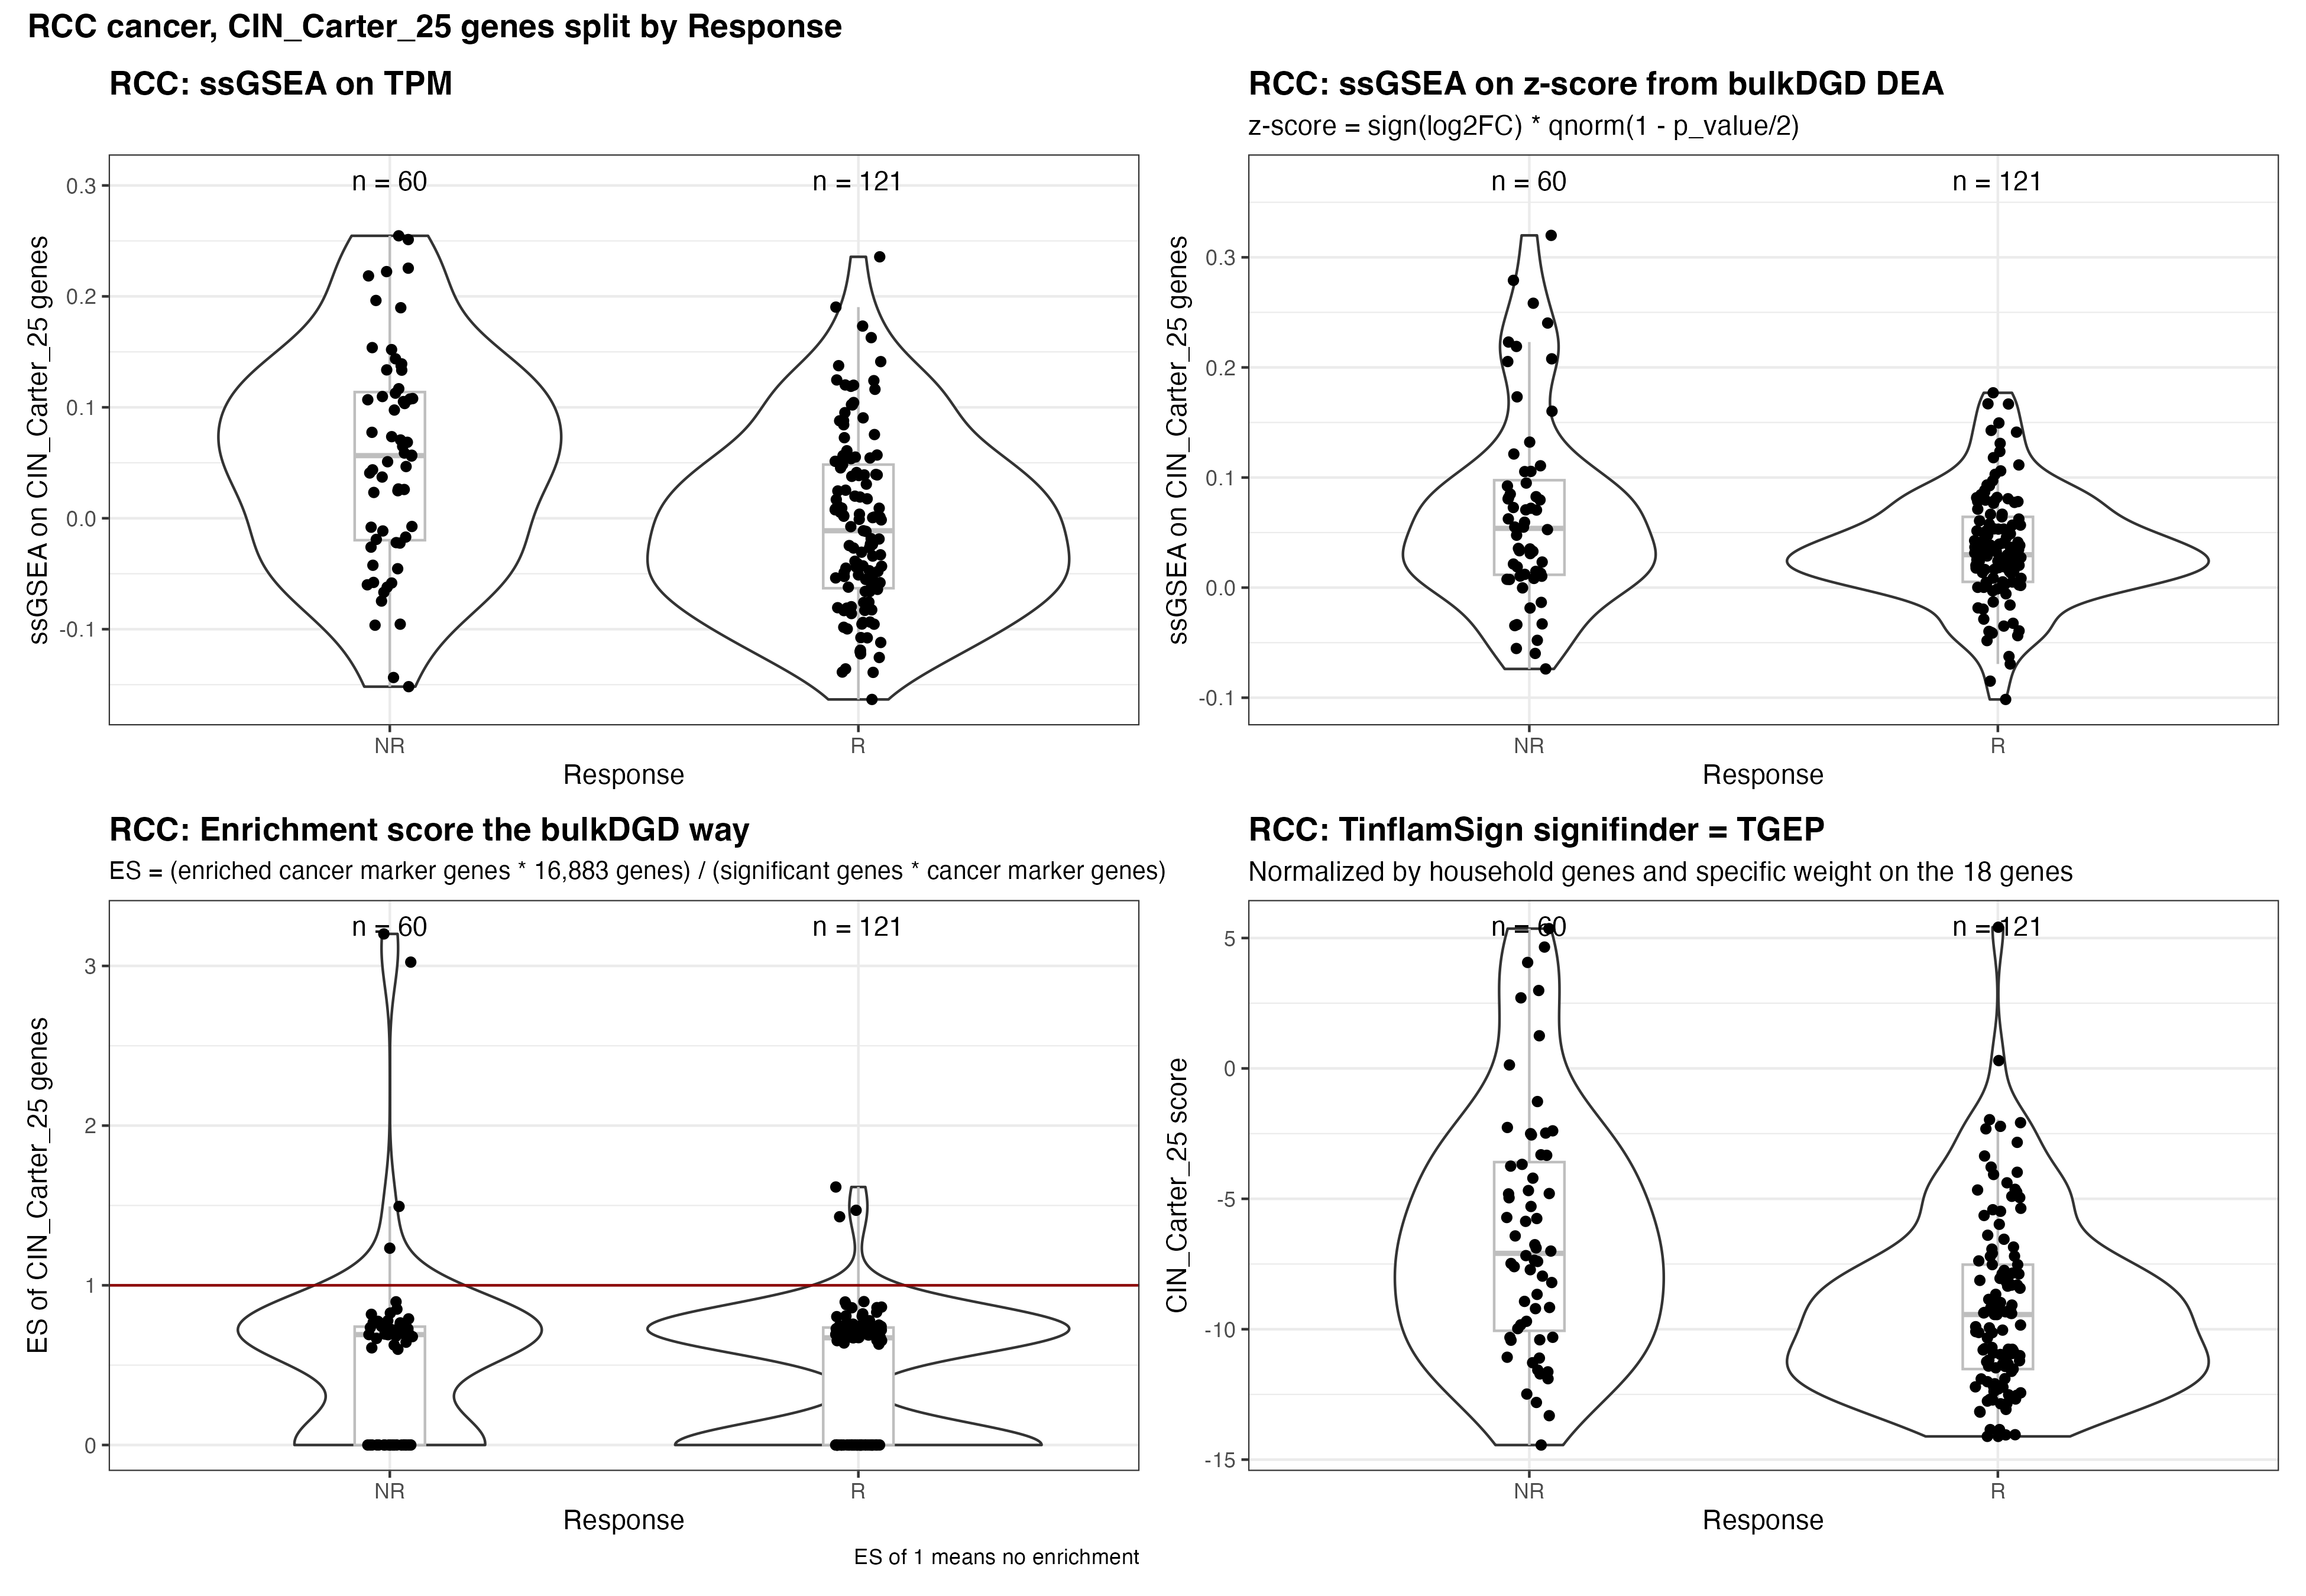 RCC cancer, CIN_Carter_25 genes split by Response
RCC: ssGSEA on TPM
ssGSEA on CIN_Carter_25 genes
0.3
0.2
0.1
0.0
-0.1
n = 60
n = 121
NR
R
Response
RCC: ssGSEA on z-score from bulkDGD DEA
z-score = sign(log2FC) * qnorm(1 - p_value/2)
ssGSEA on CIN_Carter_25 genes
0.3
0.2
0.1
0.0
-0.1
n = 60
n = 121
NR
R
Response
RCC: Enrichment score the bulkDGD way
ES = (enriched cancer marker genes * 16,883 genes) / (significant genes * cancer marker genes)
ES of CIN_Carter_25 genes
3
2
1
0
n = 60
n = 121
NR
R
Response
ES of 1 means no enrichment
RCC: TinflamSign signifinder = TGEP
Normalized by household genes and specific weight on the 18 genes
CIN_Carter_25 score
5
0
-5
-10
-15
n = 60
n = 121
NR
R
Response